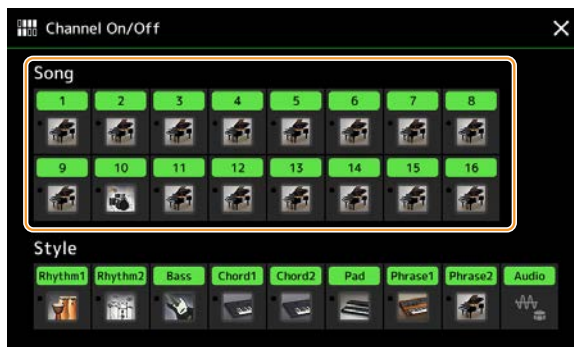 Channel On/Off
Song
1 2 3 4 5 6 7 8
9 10 11 12 13 14 15 16
Style
Rhythm1 Rhythm2 Bass Chord1 Chord2 Pad Phrase1 Phrase2 Audio